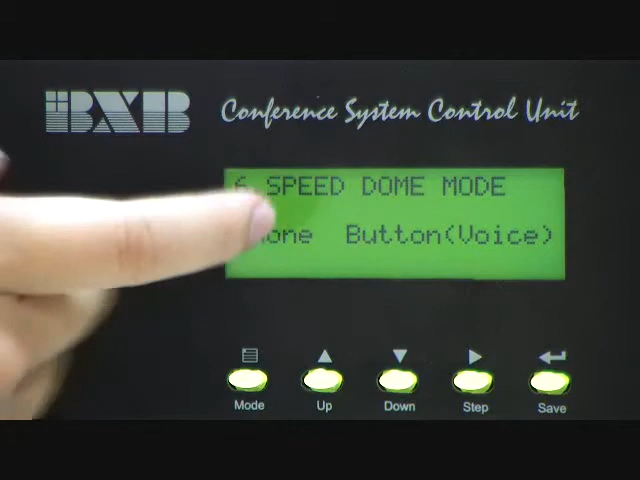 BXB
Conference System Control Unit
6 SPEED DOME MODE
Button(Voice)
Mode Up Down Step Save